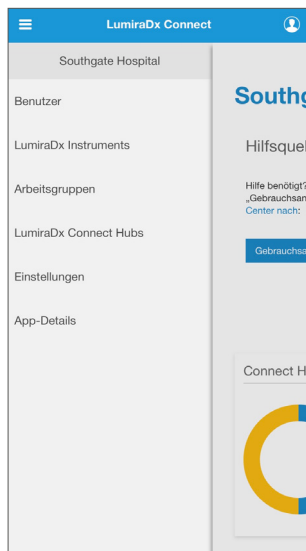 LumiraDx Connect
Southgate Hospital
Benutzer
LumiraDx Instruments
Arbeitsgruppen
LumiraDx Connect Hubs
Einstellungen
App-Details
Hilfe benötigt?
Center nach:
Connect